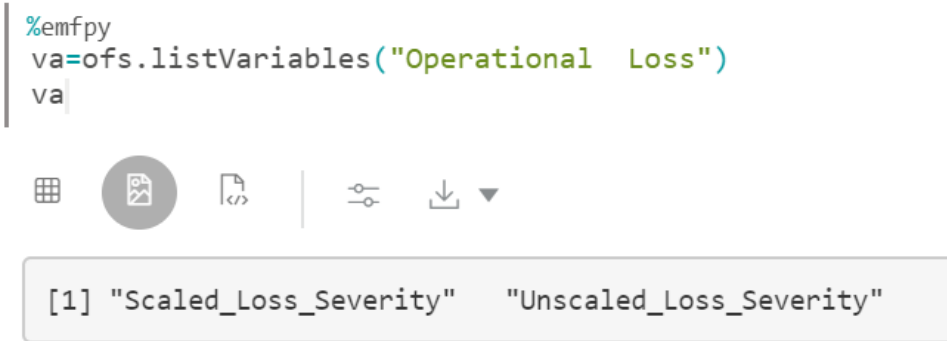 %emfpy
va=ofs.listVariables("Operational  Loss")
va
[1] "Scaled_Loss_Severity"   "Unscaled_Loss_Severity"